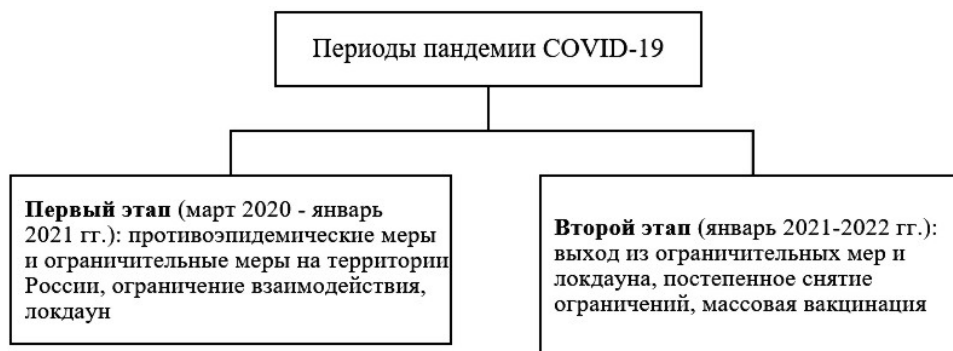 Периоды пандемии COVID-19
Первый этап (март 2020 - январь
2021 гг.): противоэпидемические меры
и ограничительные меры на территории
России, ограничение взаимодействия,
локдаун
Второй этап (январь 2021-2022 гг.):
выход из ограничительных мер и
локдауна, постепенное снятие
ограничений, массовая вакцинация